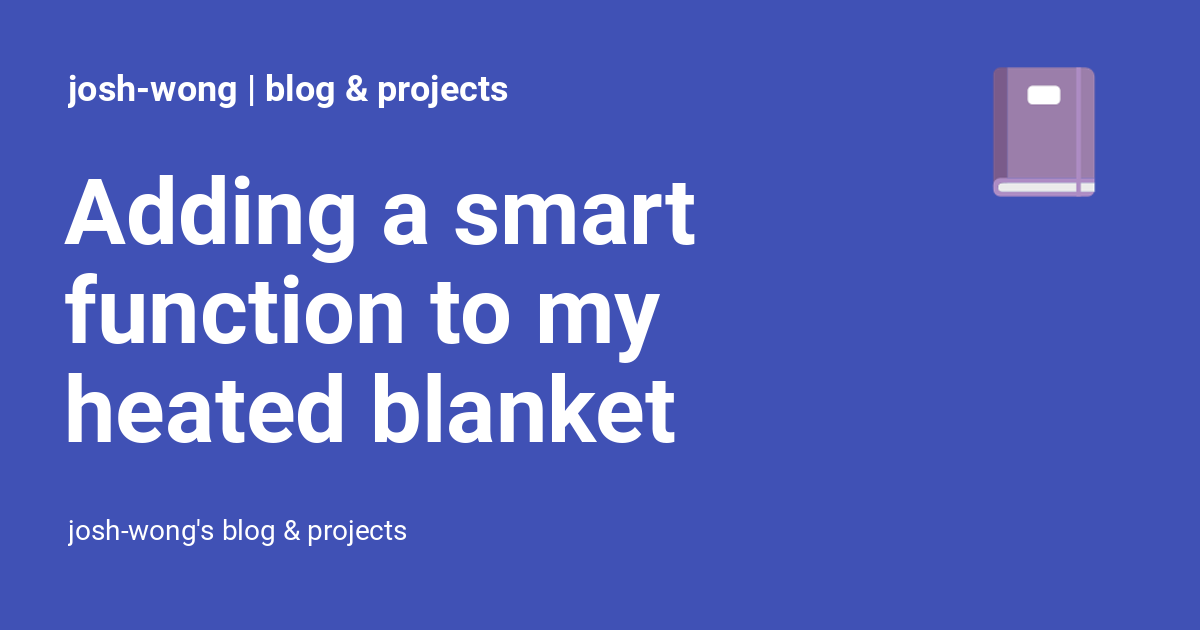 josh-wong | blog & projects
Adding a smart
function to my
heated blanket
josh-wong's blog & projects